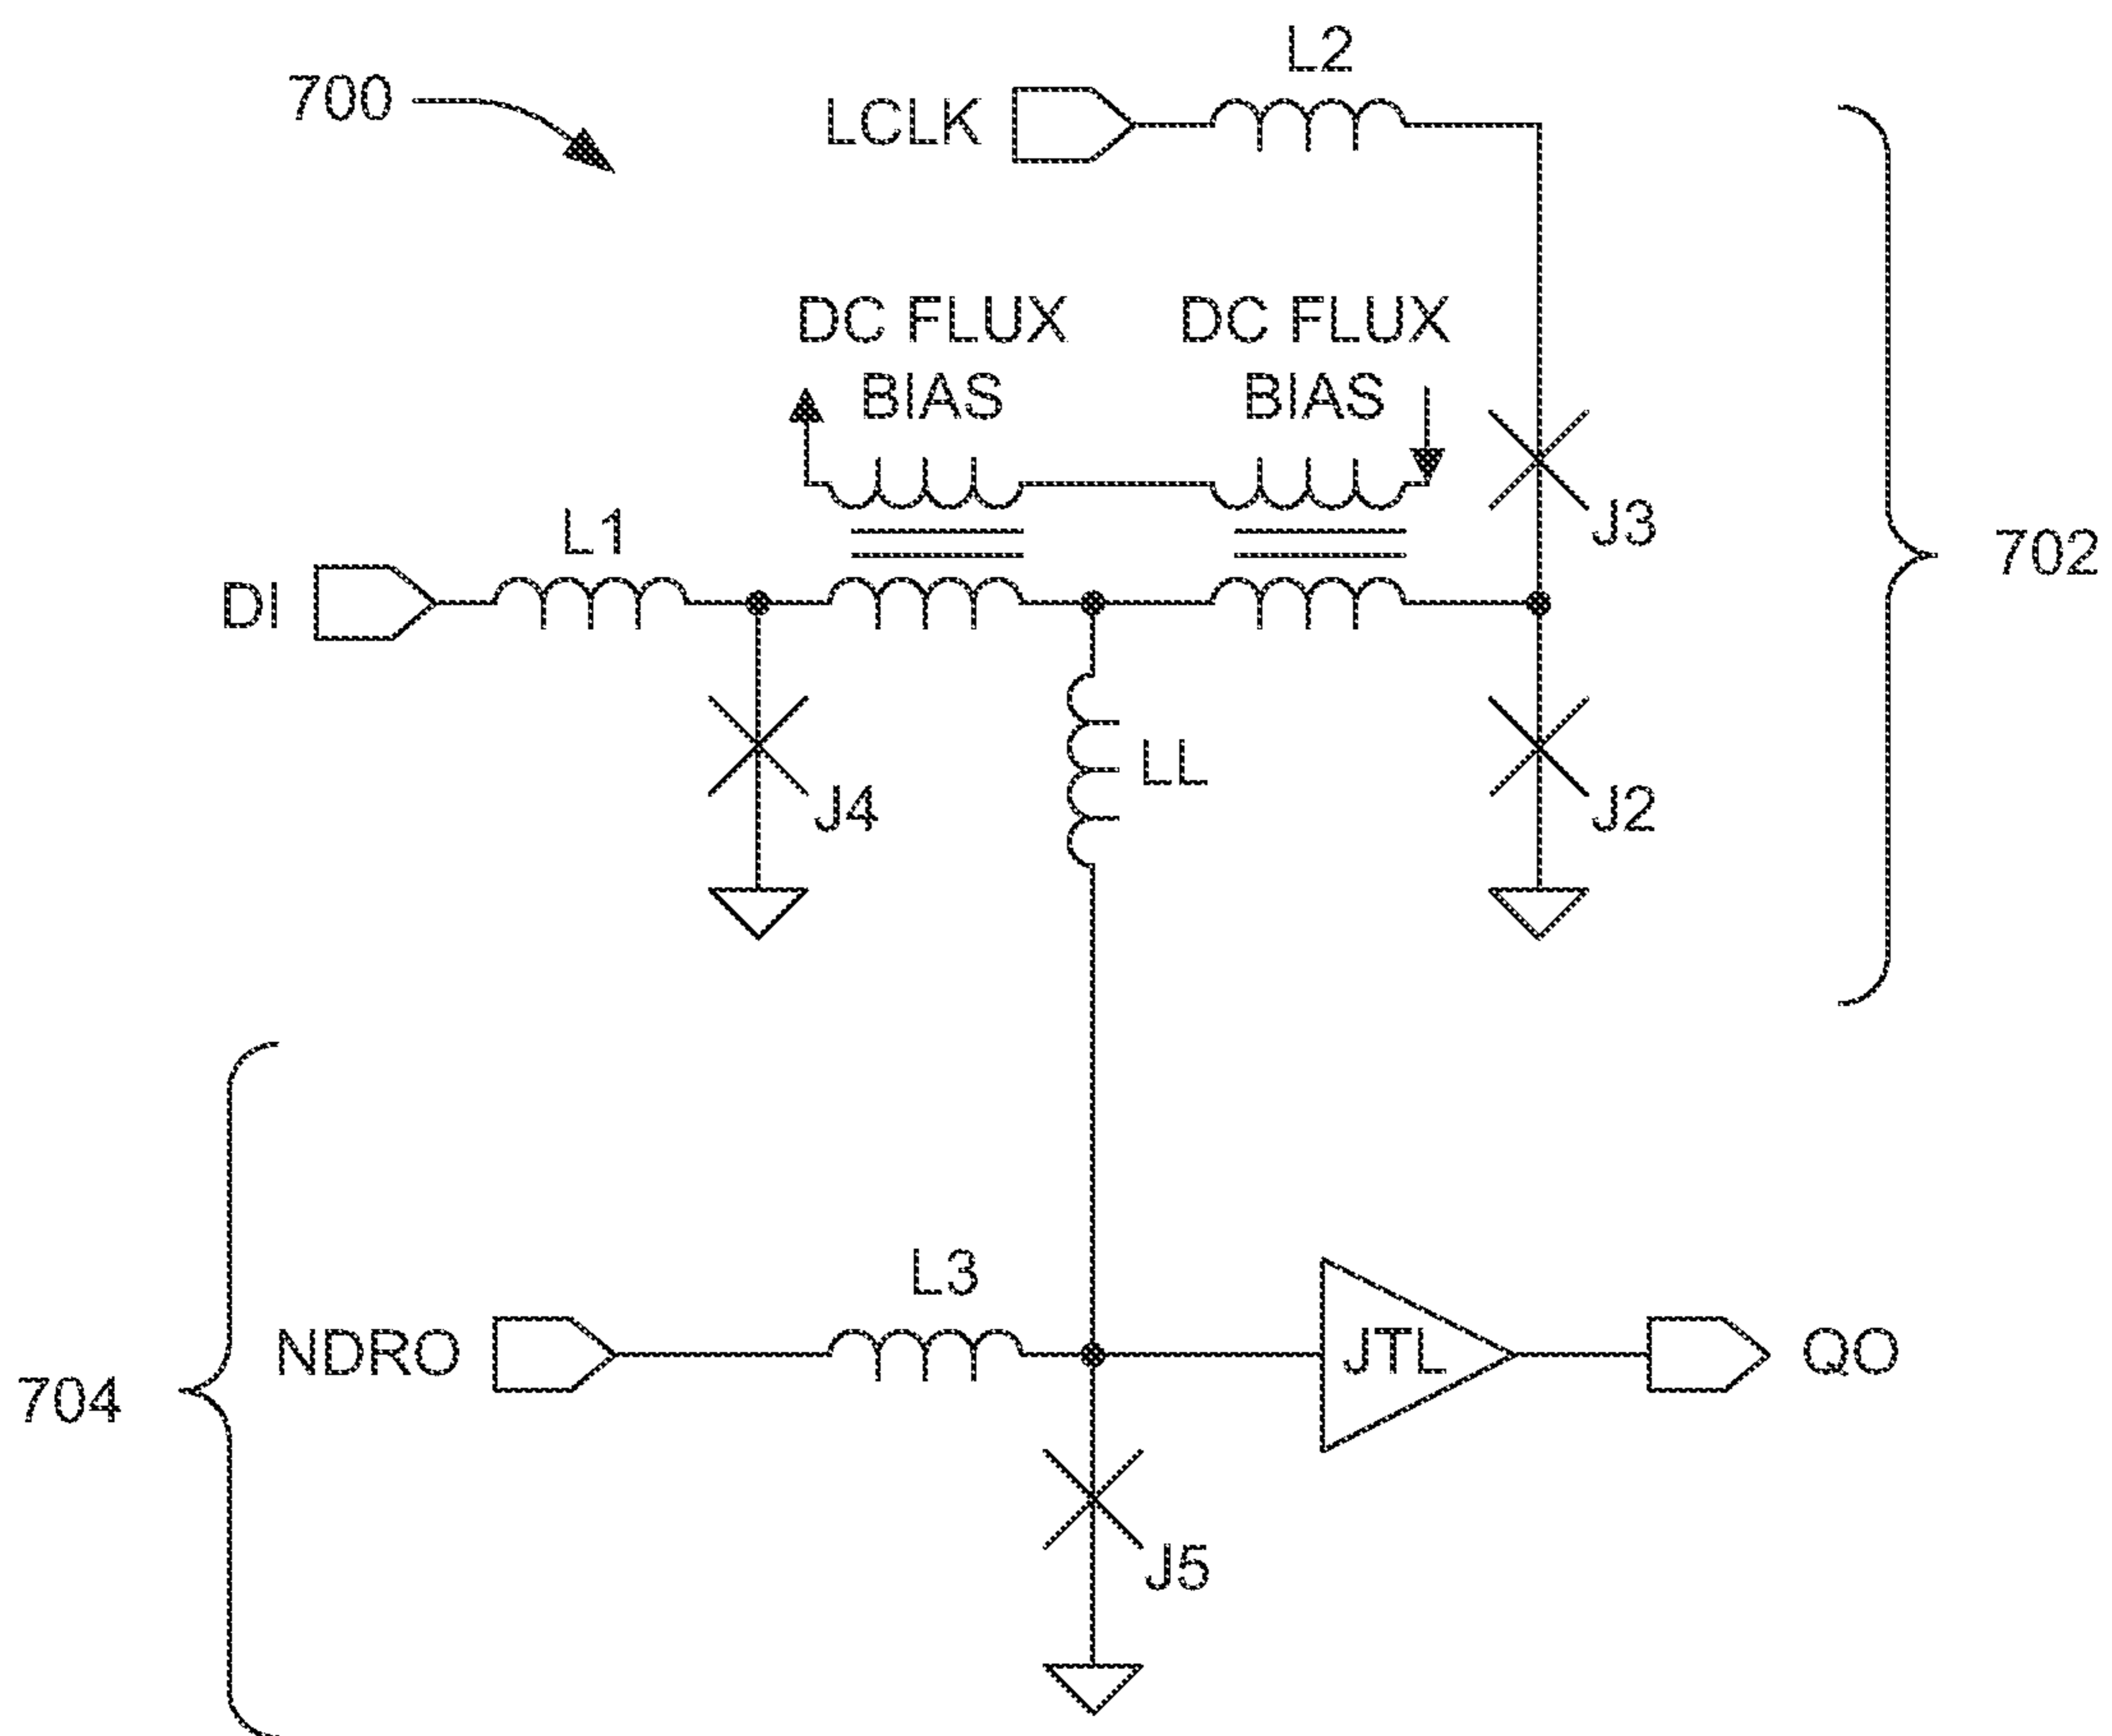 L2
700
LCLK
DC FLUX
BIAS
DC FLUX
BIAS
J3
702
L1
DI
LL
J4
J2
L3
NDRO
JTL
QO
704
J5